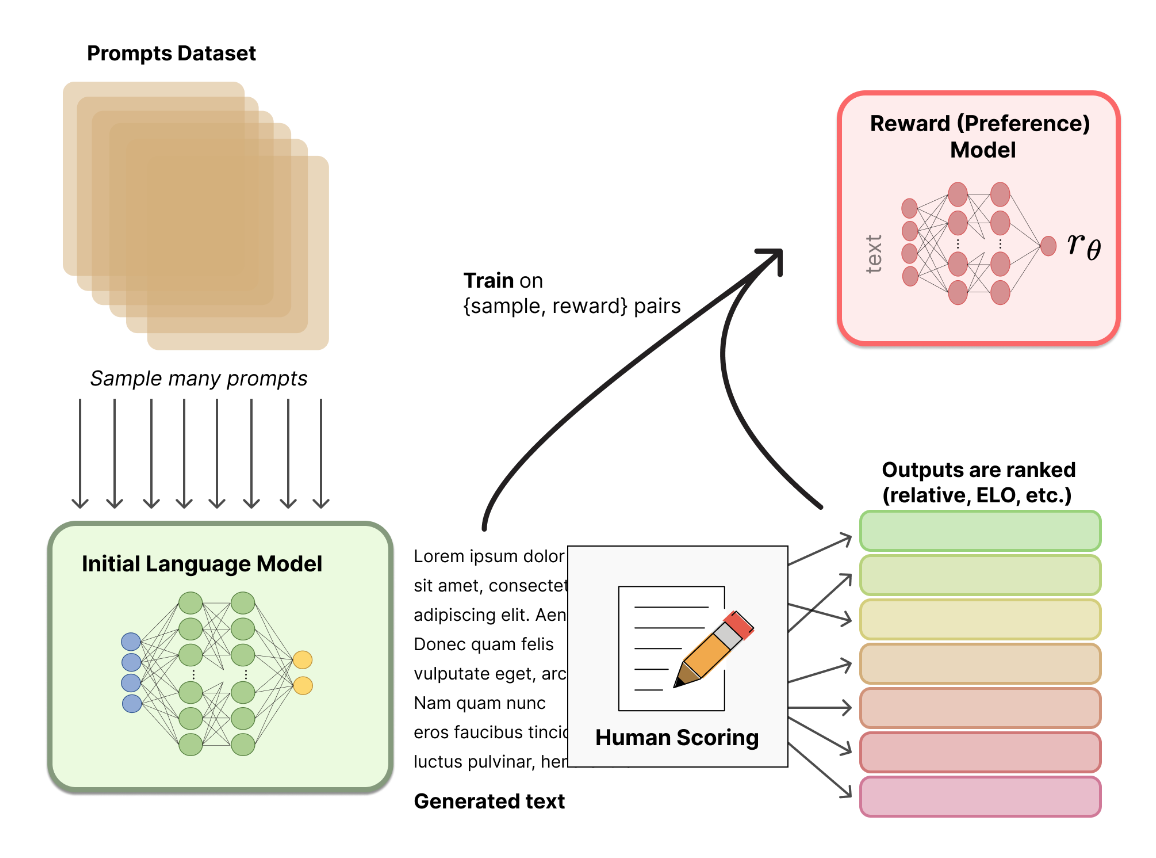 Prompts Dataset
Sample many prompts
Initial Language Model
Train on
{sample, reward} pairs
Reward (Preference)
Model
text
rθ
Lorem ipsum dolor
sit amet, consectet
adipiscing elit. Aen
Donec quam felis
vulputate eget, arc
Nam quam nunc
eros faucibus tincid
luctus pulvinar, her
Generated text
Human Scoring
Outputs are ranked
(relative, ELO, etc.)